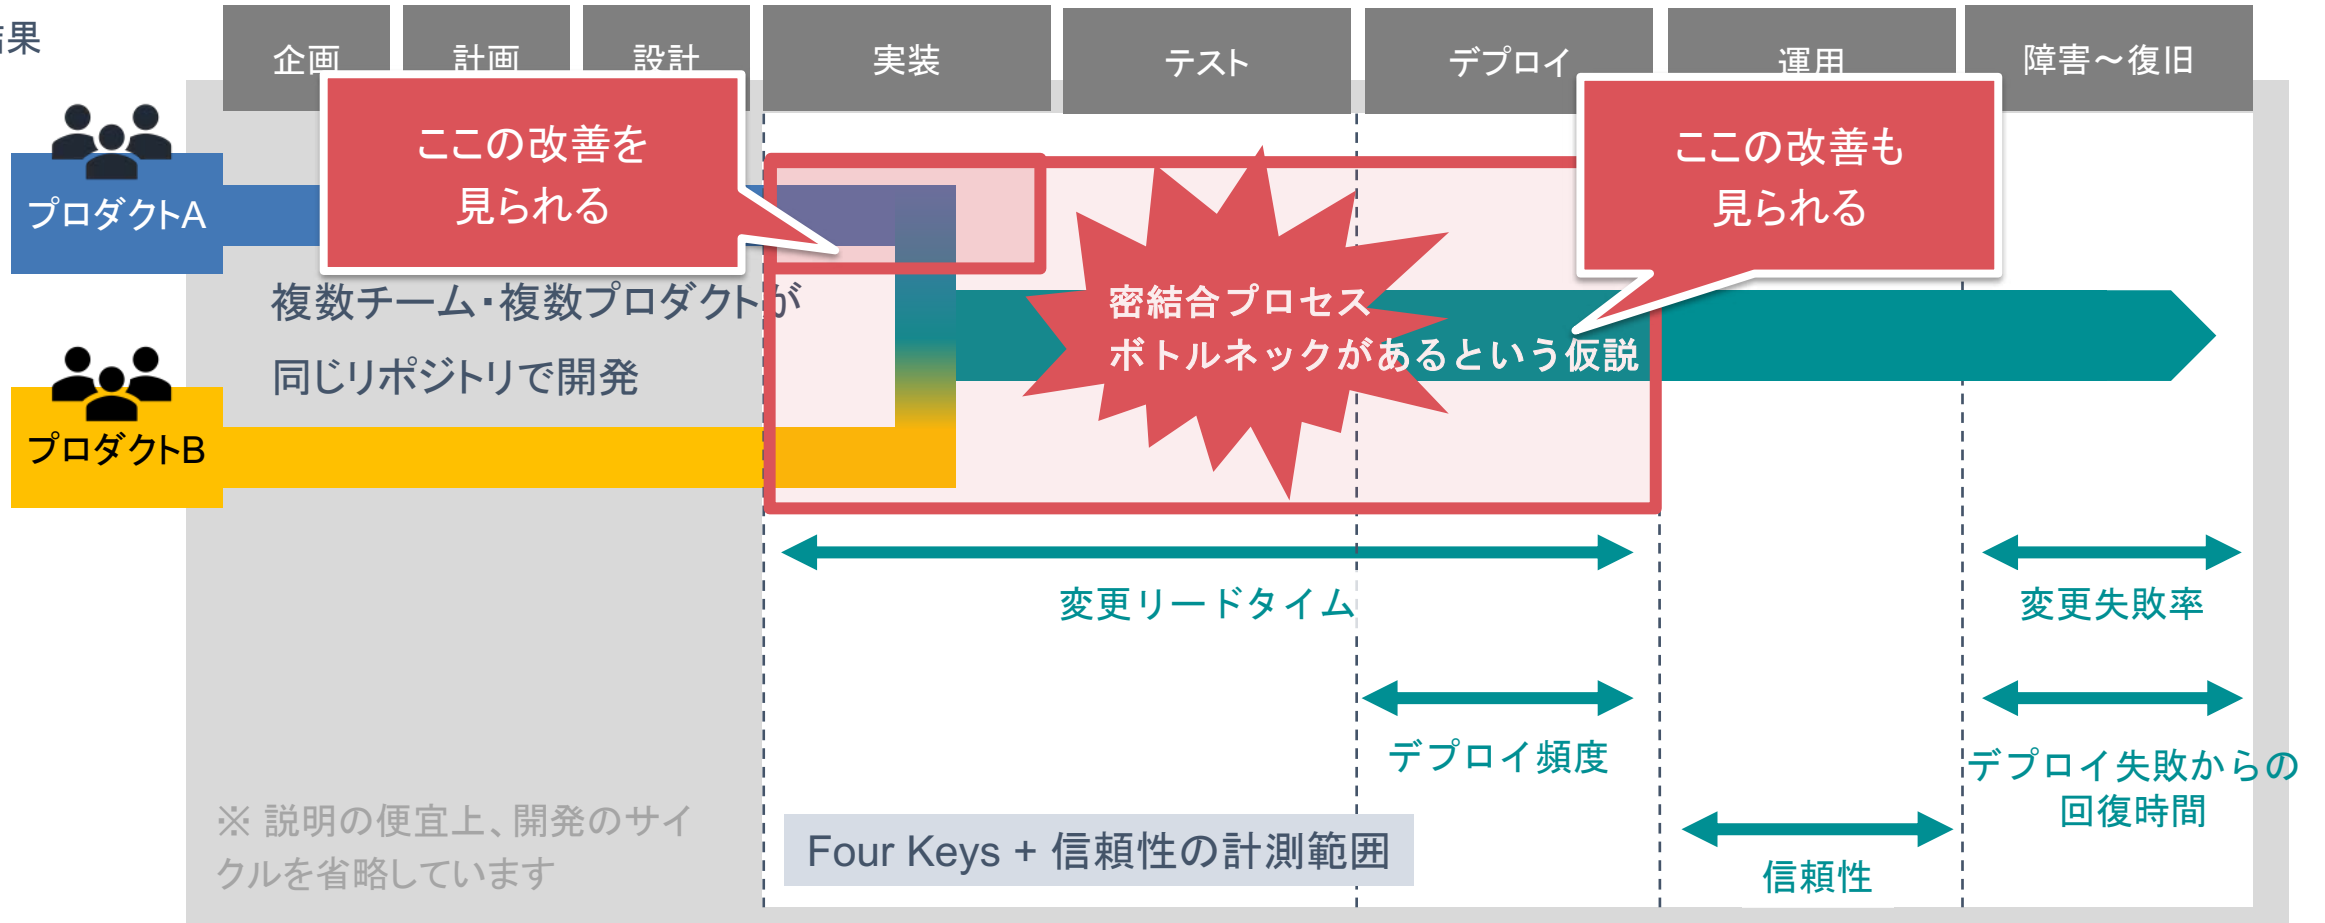 結果
企画
計画
設計
実装
テスト
デプロイ
運用
障害～復旧
ここの改善を
見られる
ここの改善も
見られる
プロダクトA
複数チーム・複数プロダクトが
同じリポジトリで開発
密結合プロセス
ボトルネックがあるという仮説
プロダクトB
変更リードタイム
変更失敗率
デプロイ頻度
デプロイ失敗からの
回復時間
※ 説明の便宜上、開発のサイ
クルを省略しています
Four Keys + 信頼性の計測範囲
信頼性